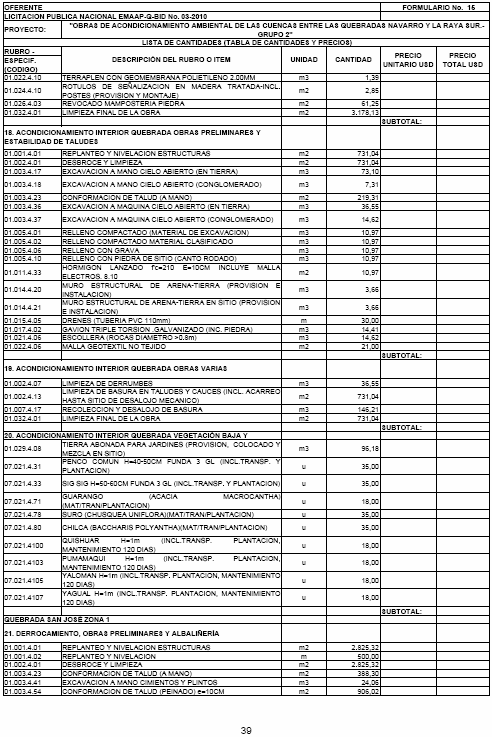 OFERENTE FORMULARIO No. 15
LICITACION PUBLICA NACIONAL EMAAP-Q-BID No. 03-2010
PROYECTO: "OBRAS DE ACONDICIONAMIENTO AMBIENTAL DE LAS CUENCAS ENTRE LAS QUEBRADAS NAVARRO Y LA RAYA SUR.-
GRUPO 2"
LISTA DE CANTIDADES (TABLA DE CANTIDADES Y PRECIOS)
RUBRO - ESPECIF. (CODIGO) DESCRIPCIÓN DEL RUBRO O ITEM UNIDAD CANTIDAD PRECIO UNITARIO USD PRECIO TOTAL USD
01.022.4.10 TERRAPLEN CON GEOMEMBRANA POLIETILENO 2.00MM m3 1,39
01.024.4.10 ROTULOS DE SEÑALIZACION EN MADERA TRATADA-INCL. POSTES (PROVISION Y MONTAJE) m2 2,85
01.026.4.03 REVOCADO MAMPOSTERIA PIEDRA m2 61,25
01.032.4.01 LIMPIEZA FINAL DE LA OBRA m2 3.178,13
SUBTOTAL:
18. ACONDICIONAMIENTO INTERIOR QUEBRADA OBRAS PRELIMINARES Y
ESTABILIDAD DE TALUDES
01.001.4.01 REPLANTEO Y NIVELACION ESTRUCTURAS m2 731,04
01.002.4.01 DESBROCE Y LIMPIEZA m2 731,04
01.003.4.17 EXCAVACION A MANO CIELO ABIERTO (EN TIERRA) m3 73,10
01.003.4.18 EXCAVACION A MANO CIELO ABIERTO (CONGLOMERADO) m3 7,31
01.003.4.23 CONFORMACION DE TALUD (A MANO) m2 219,31
01.003.4.36 EXCAVACION A MAQUINA CIELO ABIERTO (EN TIERRA) m3 36,55
01.003.4.37 EXCAVACION A MAQUINA CIELO ABIERTO (CONGLOMERADO) m3 14,62
01.005.4.01 RELLENO COMPACTADO (MATERIAL DE EXCAVACION) m3 10,97
01.005.4.02 RELLENO COMPACTADO MATERIAL CLASIFICADO m3 10,97
01.005.4.06 RELLENO CON GRAVA m3 10,97
01.005.4.10 RELLENO CON PIEDRA DE SITIO (CANTO RODADO) m3 10,97
01.011.4.33 HORMIGON LANZADO f'c=210 E=10CM INCLUYE MALLA ELECTROS. 8.10 m2 10,97
01.014.4.20 MURO ESTRUCTURAL DE ARENA-TIERRA (PROVISION E INSTALACION) m3 3,66
01.014.4.21 MURO ESTRUCTURAL DE ARENA-TIERRA EN SITIO (PROVISION E INSTALACION) m3 3,66
01.015.4.05 DRENES (TUBERIA PVC 110mm) m 30,00
01.017.4.02 GAVION TRIPLE TORSION .GALVANIZADO (INC. PIEDRA) m3 14,41
01.021.4.06 ESCOLLERA (ROCAS DIAMETRO >0.8m) m3 14,62
01.022.4.06 MALLA GEOTEXTIL NO TEJIDO m2 21,00
SUBTOTAL:
19. ACONDICIONAMIENTO INTERIOR QUEBRADA OBRAS VARIAS
01.002.4.07 LIMPIEZA DE DERRUMBES m3 36,55
01.002.4.13 LIMPIEZA DE BASURA EN TALUDES Y CAUCES (INCL. ACARREO HASTA SITIO DE DESALOJO MECANICO) m2 731,04
01.007.4.17 RECOLECCION Y DESALOJO DE BASURA m3 146,21
01.032.4.01 LIMPIEZA FINAL DE LA OBRA m2 731,04
SUBTOTAL:
20. ACONDICIONAMIENTO INTERIOR QUEBRADA VEGETACIÓN BAJA Y
01.029.4.08 TIERRA ABONADA PARA JARDINES (PROVISION, COLOCADO Y MEZCLA EN SITIO) m3 96,18
07.021.4.31 PENCO COMUN H=40-50CM FUNDA 3 GL (INCL.TRANSP. Y PLANTACION) u 35,00
07.021.4.33 SIG SIG H=50-60CM FUNDA 3 GL (INCL.TRANSP. Y PLANTACION) u 35,00
07.021.4.71 GUARANGO (ACACIA MACROCANTHA) (MAT/TRAN/PLANTACION) u 18,00
07.021.4.78 SURO (CHUSQUEA UNIFLORA)(MAT/TRAN/PLANTACION) u 35,00
07.021.4.80 CHILCA (BACCHARIS POLYANTHA)(MAT/TRAN/PLANTACION) u 35,00
07.021.4100 QUISHUAR H=1m (INCL.TRANSP. PLANTACION, MANTENIMIENTO 120 DIAS) u 18,00
07.021.4103 PUMAMAQUI H=1m (INCL.TRANSP. PLANTACION, MANTENIMIENTO 120 DIAS) u 18,00
07.021.4105 YALOMAN H=1m (INCL.TRANSP. PLANTACION, MANTENIMIENTO 120 DIAS) u 18,00
07.021.4107 YAGUAL H=1m (INCL.TRANSP. PLANTACION, MANTENIMIENTO 120 DIAS) u 18,00
SUBTOTAL:
QUEBRADA SAN JOSÉ ZONA 1
21. DERROCAMIENTO, OBRAS PRELIMINARES Y ALBAÑILERÍA
01.001.4.01 REPLANTEO Y NIVELACION ESTRUCTURAS m2 2.825,32
01.001.4.02 REPLANTEO Y NIVELACION m 500,00
01.002.4.01 DESBROCE Y LIMPIEZA m2 2.825,32
01.003.4.23 CONFORMACION DE TALUD (A MANO) m2 388,30
01.003.4.41 EXCAVACION A MANO CIMIENTOS Y PLINTOS m3 24,06
01.003.4.54 CONFORMACION DE TALUD (PEINADO) e=10CM m2 906,02
39